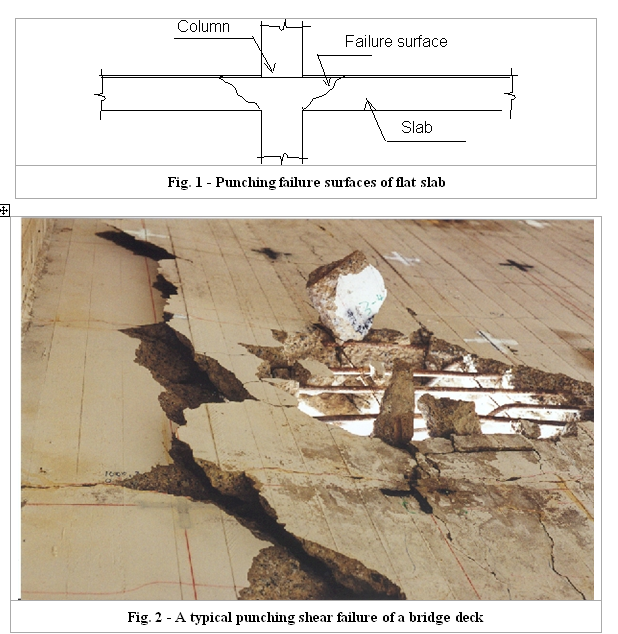 Column
Failure surface
Slab
Fig. 1 - Punching failure surfaces of flat slab
Fig. 2 - A typical punching shear failure of a bridge deck